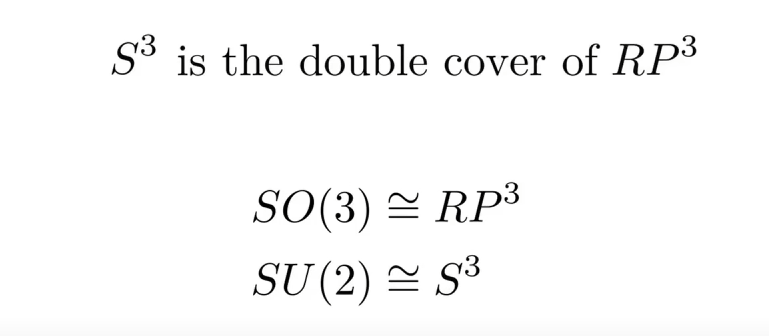 S³ is the double cover of RP³
SO(3) ≅ RP³
SU(2) ≅ S³